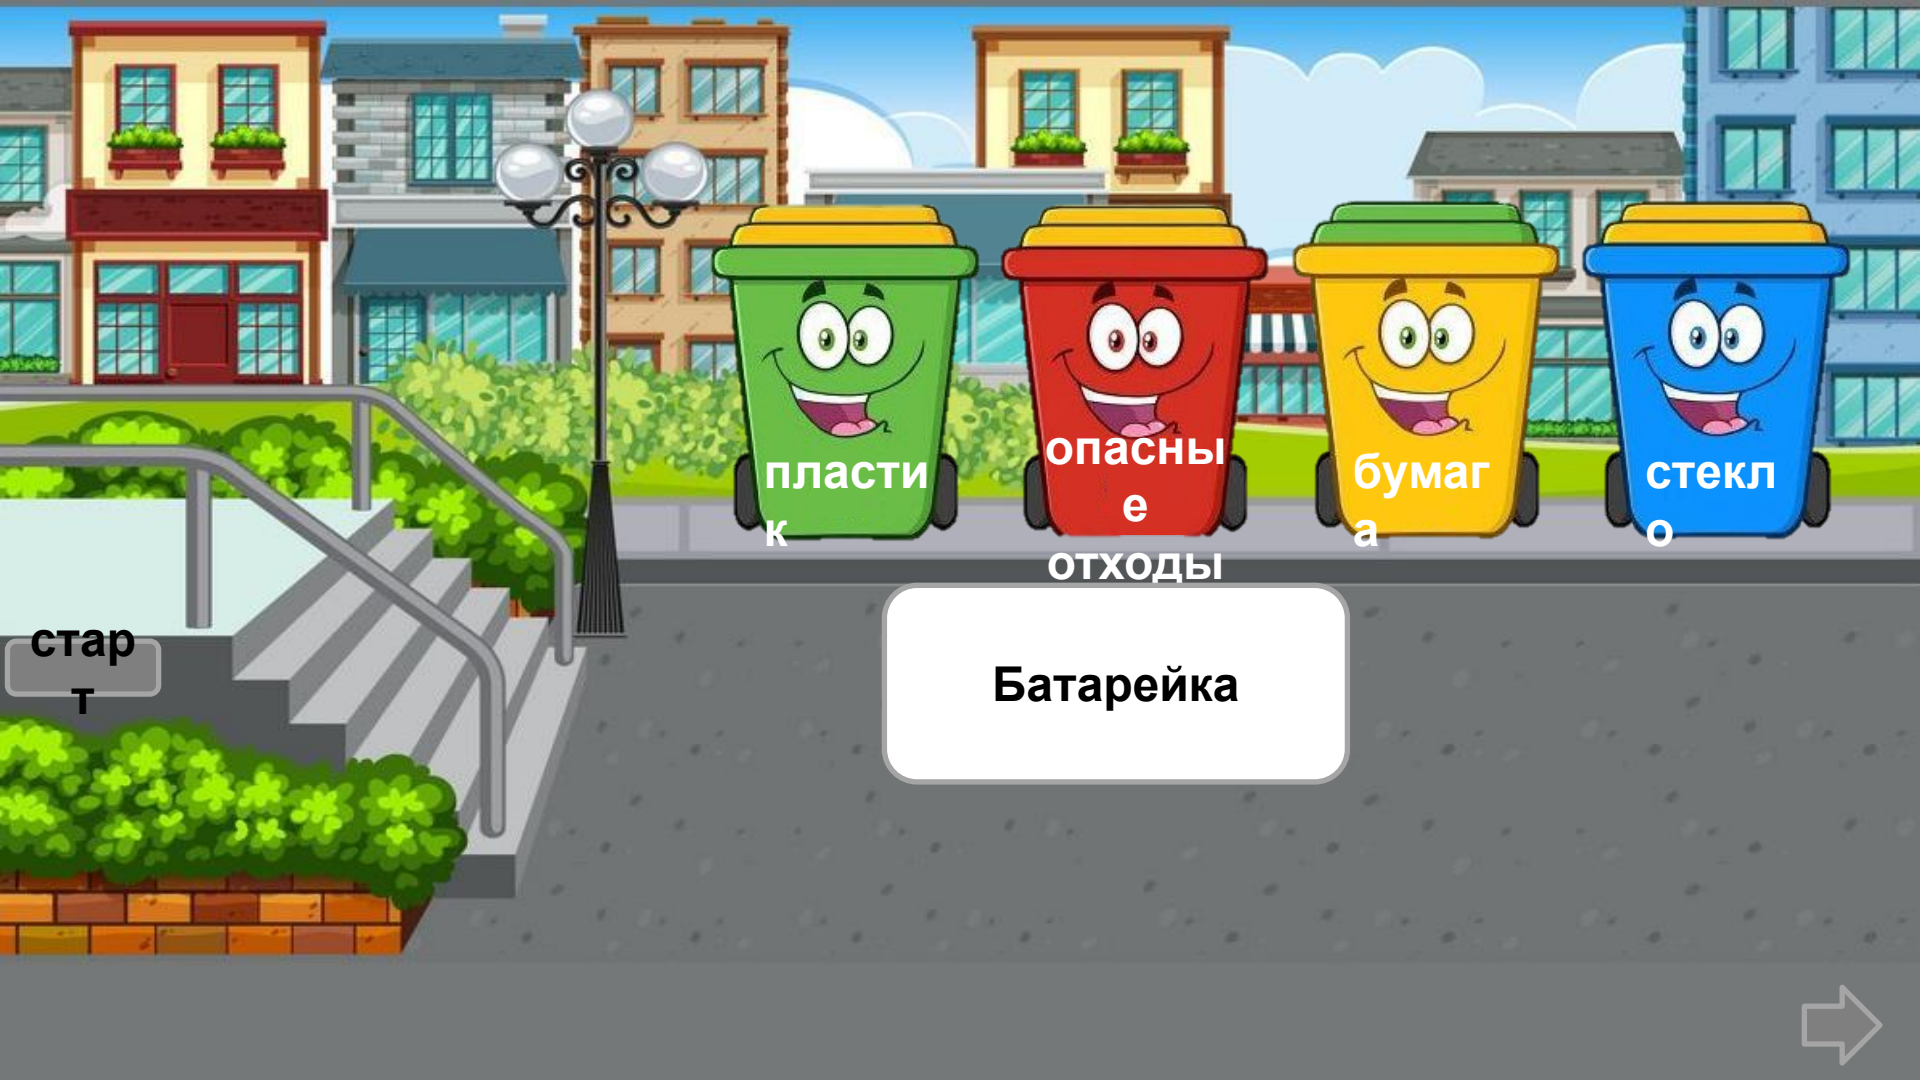 пласти
к
опасны
е
отходы
бумаг
а
стекл
о
стар
т
Батарейка